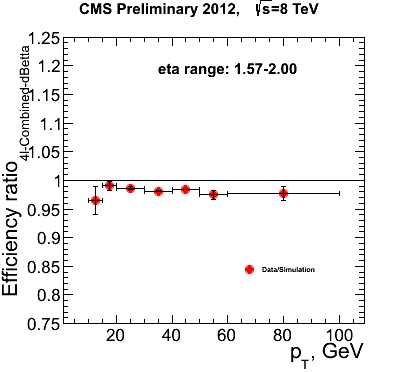 CMS Preliminary 2012, √s=8 TeV
eta range: 1.57-2.00
Efficiency ratio 4l-Combined-dBetta
1.25
1.2
1.15
1.1
1.05
1
0.95
0.9
0.85
0.8
0.75
Data/Simulation
20 40 60 80 100
p_T, GeV